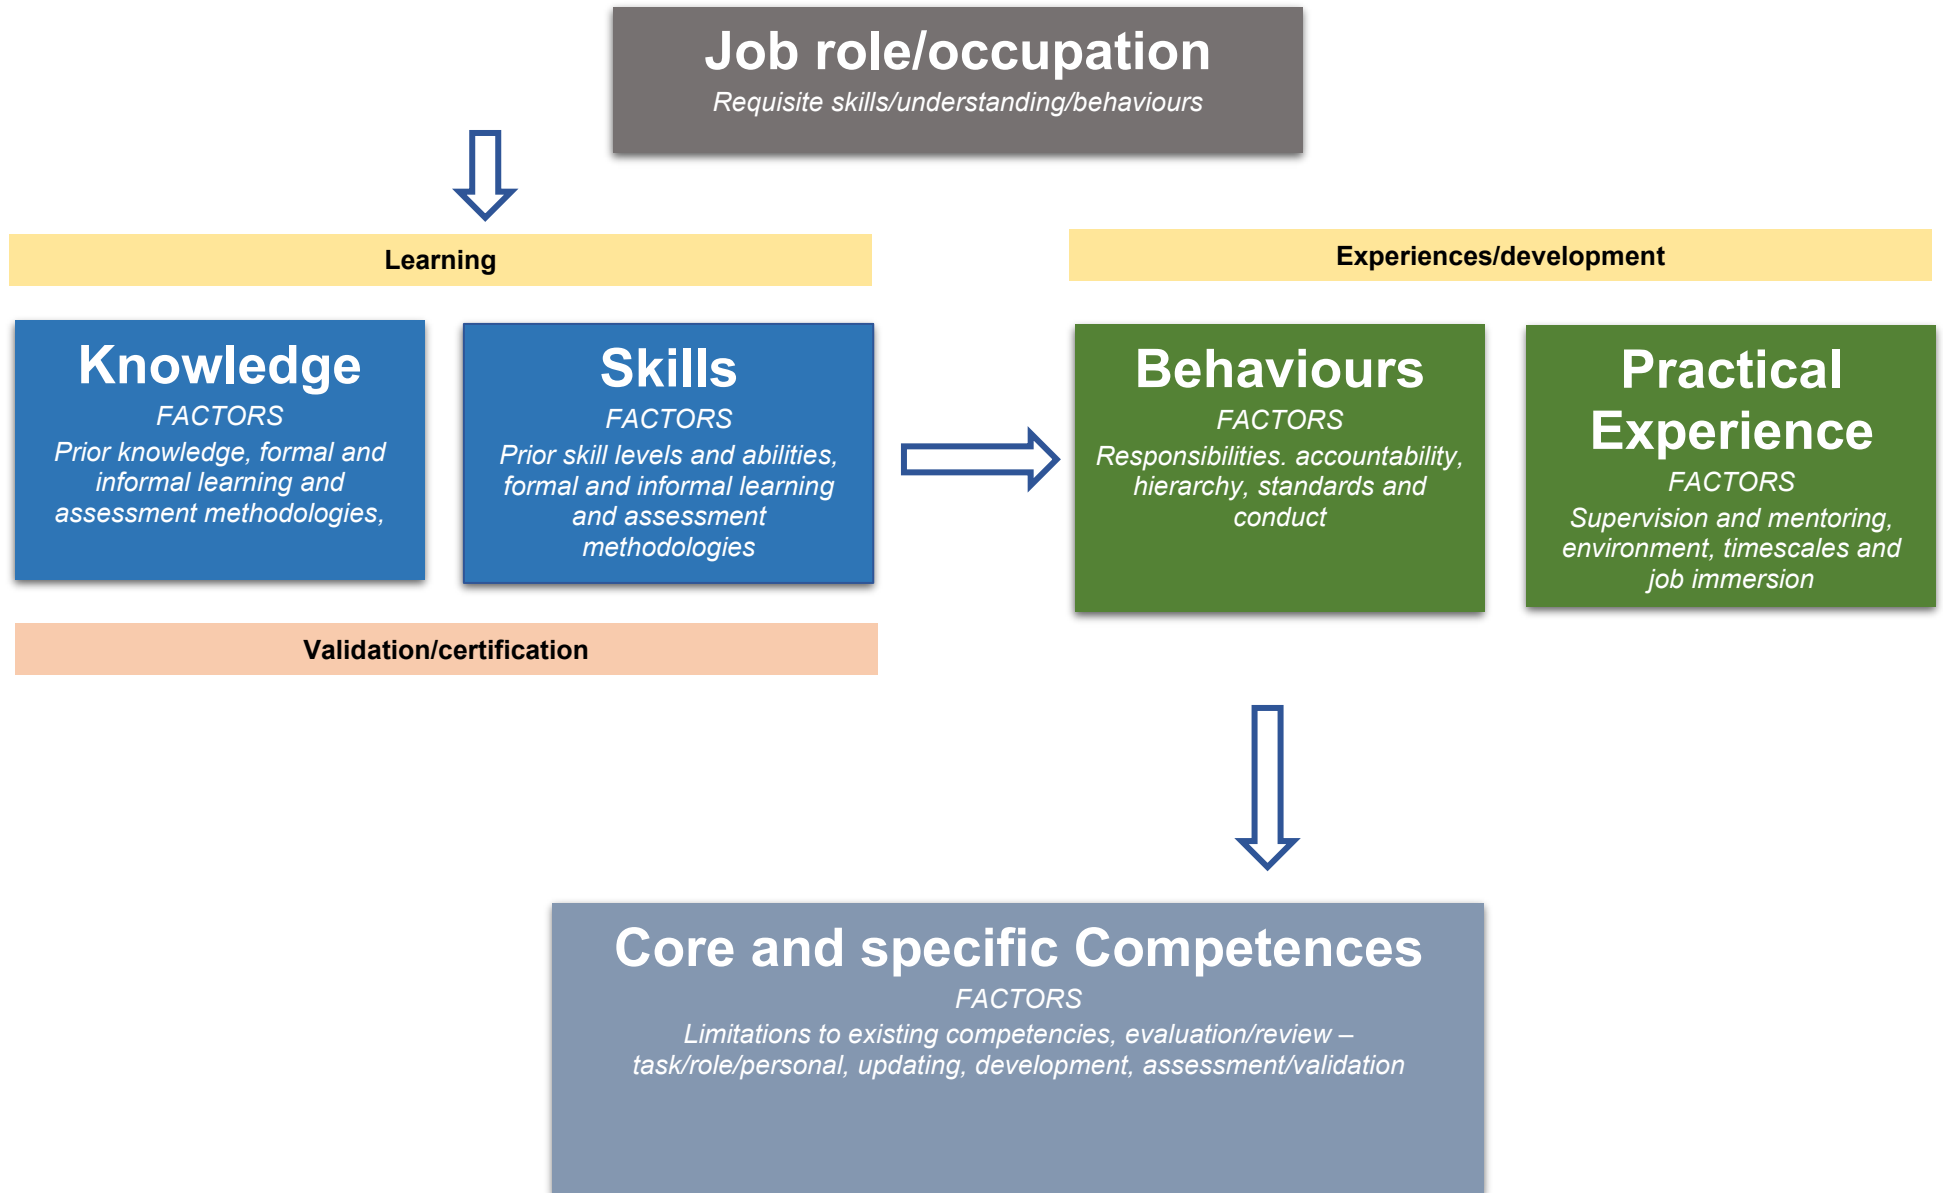 Job role/occupation
Requisite skills/understanding/behaviours
Learning
Experiences/development
Knowledge
FACTORS
Prior knowledge, formal and
informal learning and
assessment methodologies,
Skills
FACTORS
Prior skill levels and abilities,
formal and informal learning
and assessment
methodologies
Behaviours
FACTORS
Responsibilities. accountability,
hierarchy, standards and
conduct
Practical
Experience
FACTORS
Supervision and mentoring,
environment, timescales and
job immersion
Validation/certification
Core and specific Competences
FACTORS
Limitations to existing competencies, evaluation/review –
task/role/personal, updating, development, assessment/validation